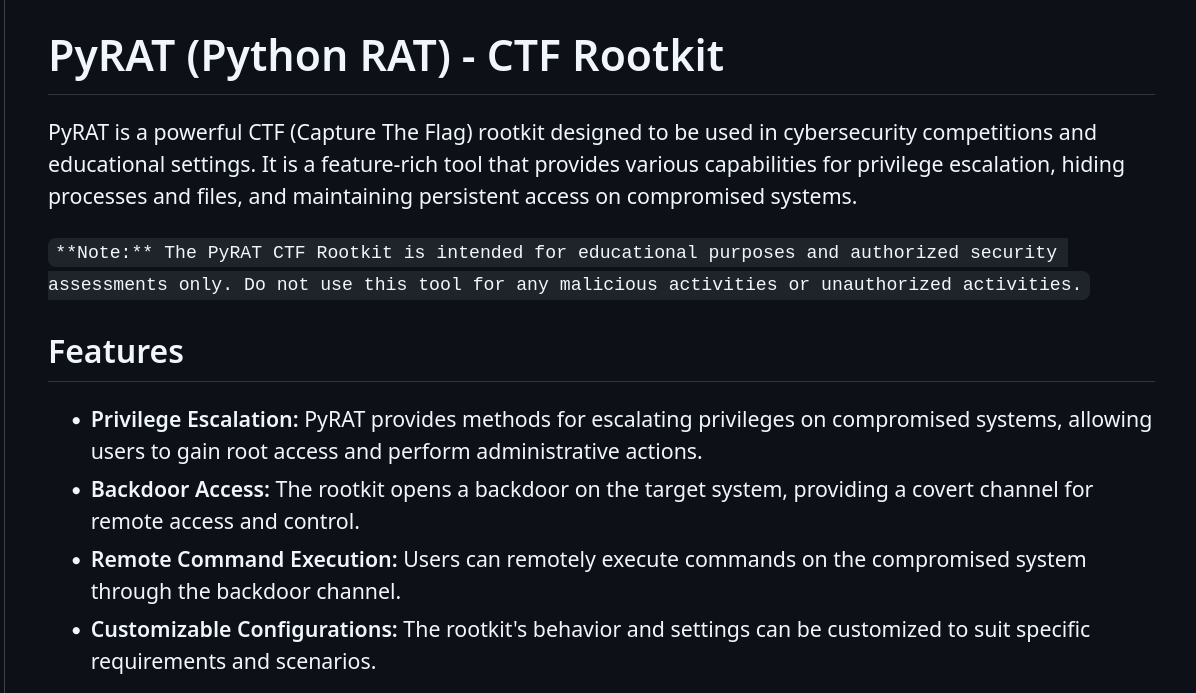 PyRAT (Python RAT) - CTF Rootkit
PyRAT is a powerful CTF (Capture The Flag) rootkit designed to be used in cybersecurity competitions and
educational settings. It is a feature-rich tool that provides various capabilities for privilege escalation, hiding
processes and files, and maintaining persistent access on compromised systems.
**Note:** The PyRAT CTF Rootkit is intended for educational purposes and authorized security
assessments only. Do not use this tool for any malicious activities or unauthorized activities.
Features
• Privilege Escalation: PyRAT provides methods for escalating privileges on compromised systems, allowing
users to gain root access and perform administrative actions.
• Backdoor Access: The rootkit opens a backdoor on the target system, providing a covert channel for
remote access and control.
• Remote Command Execution: Users can remotely execute commands on the compromised system
through the backdoor channel.
• Customizable Configurations: The rootkit's behavior and settings can be customized to suit specific
requirements and scenarios.